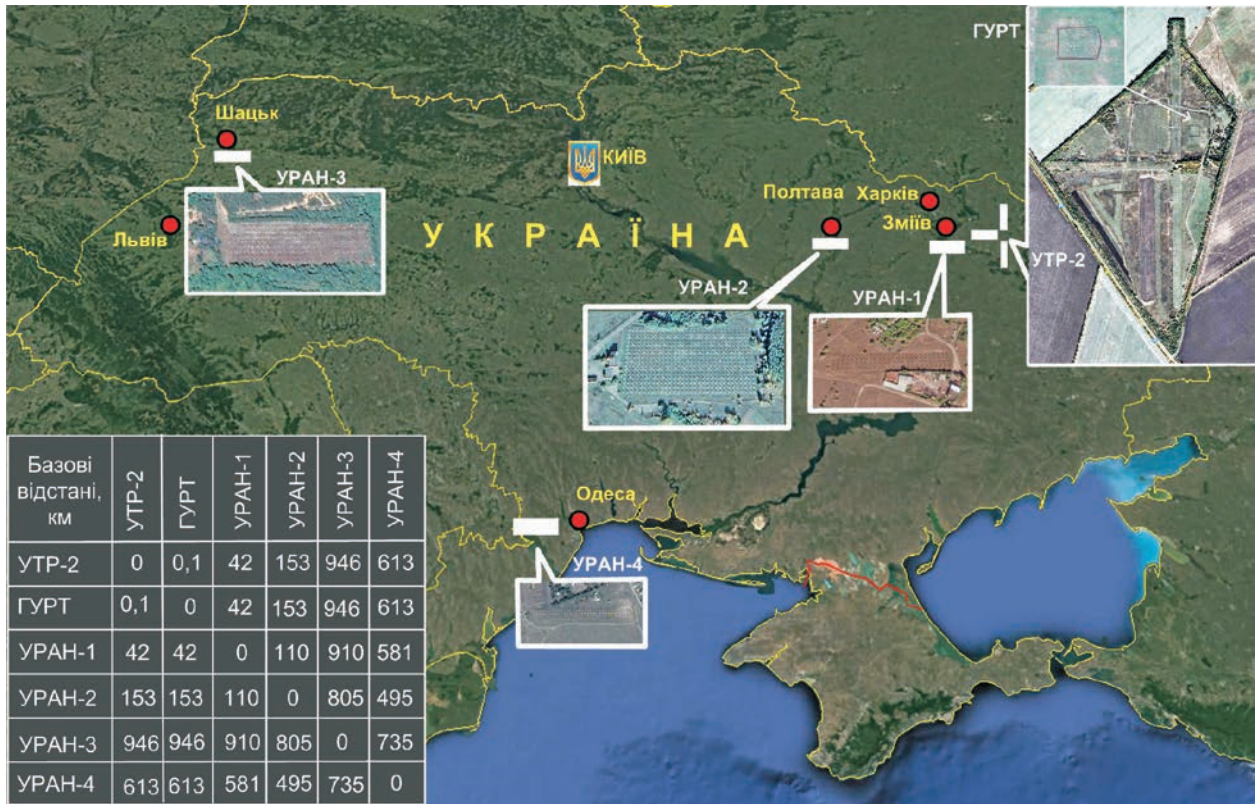 ГУРТ
Шацьк
КИЇВ
УРАН-3
Полтава
Харків
Львів
УКРАЇНА
Зміїв
УТР-2
УРАН-2
УРАН-1
Одеса
УРАН-4
Базові
відстані,
км
УТР-2
ГУРТ
УРАН-1
УРАН-2
УРАН-3
УРАН-4
УТР-2 0 0,1 42 153 946 613
ГУРТ 0,1 0 42 153 946 613
УРАН-1 42 42 0 110 910 581
УРАН-2 153 153 110 0 805 495
УРАН-3 946 946 910 805 0 735
УРАН-4 613 613 581 495 735 0